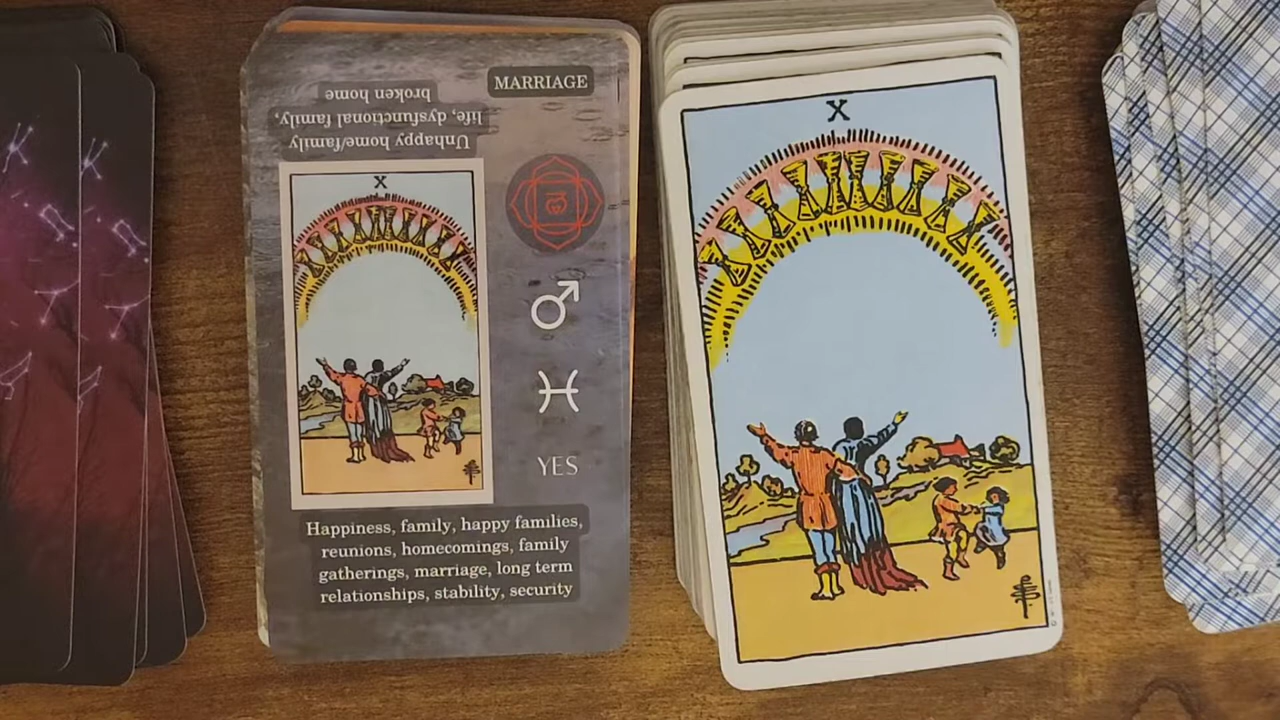 MARRIAGE
Unhappy home/family
life, dysfunctional family,
broken home
X
YES
Happiness, family, happy families,
reunions, homecomings, family
gatherings, marriage, long term
relationships, stability, security
X